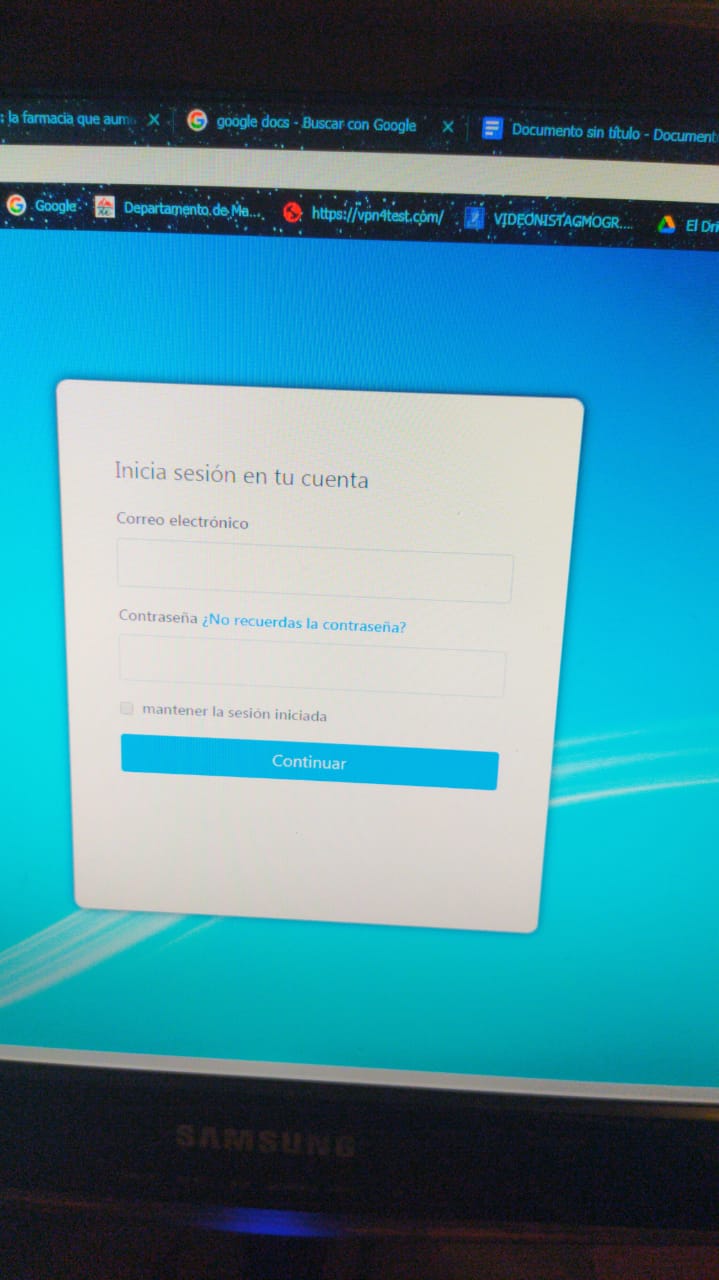 : la farmacia que aum
google docs - Buscar con Google
Documento sin título - Document
Google
Departamento de Ma...
https://vpn4test.com/
VIDEONISTAGMOGR....
El Dri
Inicia sesión en tu cuenta
Correo electrónico
Contraseña ¿No recuerdas la contraseña?
mantener la sesión iniciada
Continuar
SAMSUNG